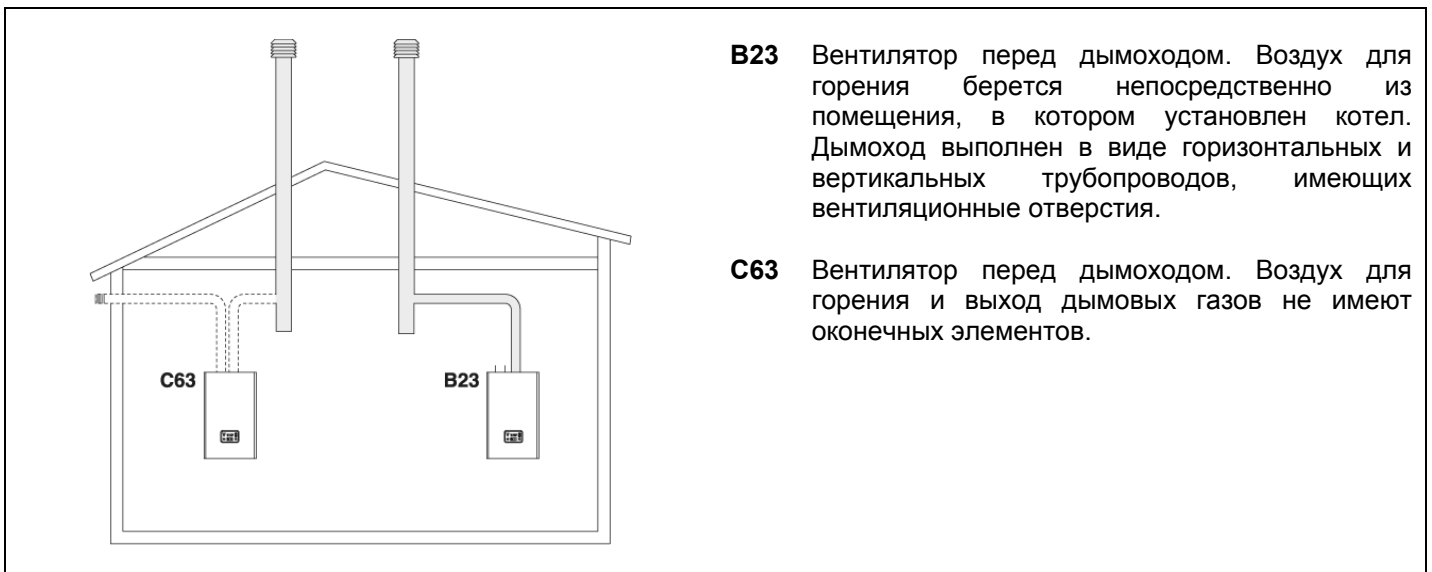 B23 Вентилятор перед дымоходом. Воздух для
горения берется непосредственно из
помещения, в котором установлен котел.
Дымоход выполнен в виде горизонтальных и
вертикальных трубопроводов, имеющих
вентиляционные отверстия.
C63 Вентилятор перед дымоходом. Воздух для
горения и выход дымовых газов не имеют
оконечных элементов.
C63
B23